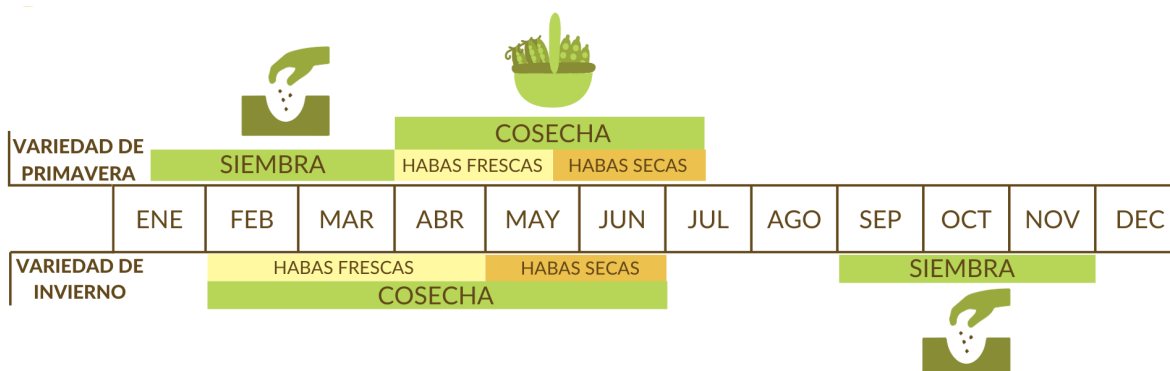 COSECHA
VARIEDAD DE
PRIMAVERA
SIEMBRA
HABAS FRESCAS
HABAS SECAS
ENE FEB MAR ABR MAY JUN JUL AGO SEP OCT NOV DEC
VARIEDAD DE
INVIERNO
HABAS FRESCAS
HABAS SECAS
SIEMBRA
COSECHA